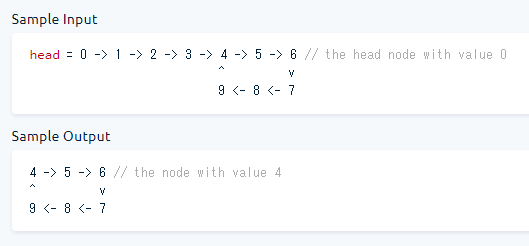 Sample Input
head = 0 -> 1 -> 2 -> 3 -> 4 -> 5 -> 6 // the head node with value 0
^ v
9 <- 8 <- 7
Sample Output
4 -> 5 -> 6 // the node with value 4
^ v
9 <- 8 <- 7